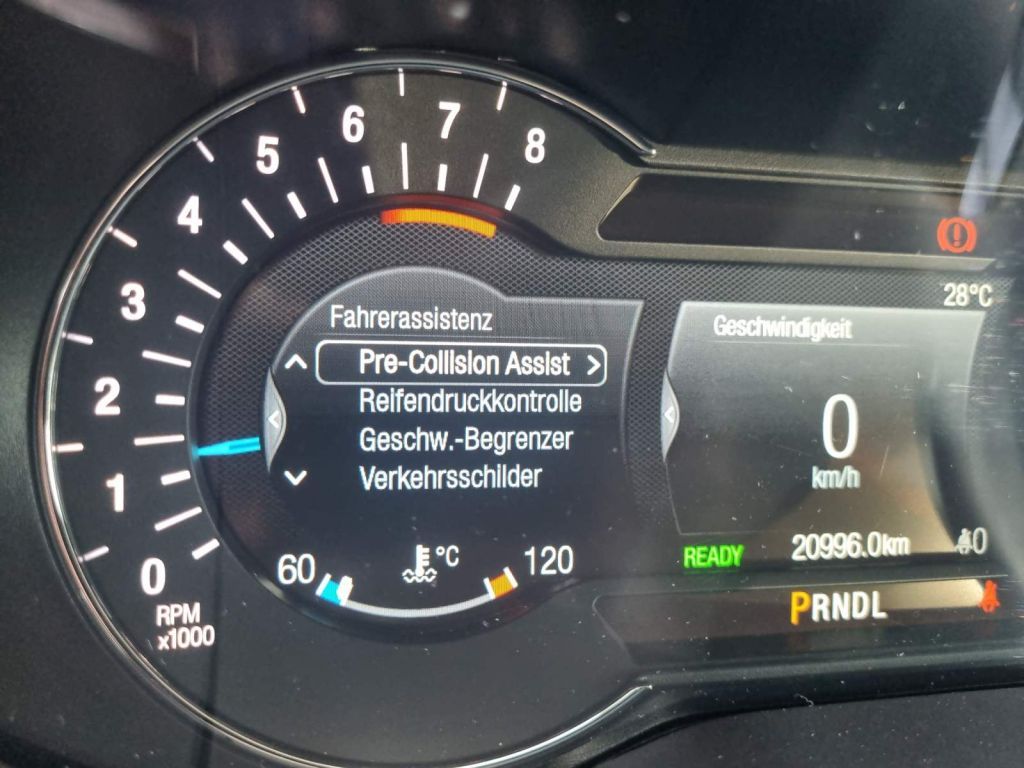 0
1
2
3
4
5
6
7
8
RPM
x1000
Fahrerassistenz
Pre-Collision Assist >
Reifendruckkontrolle
Geschw.-Begrenzer
Verkehrsschilder
60 °C 120
28°C
Geschwindigkeit
0
km/h
READY 20996.0km 0
PRNDL